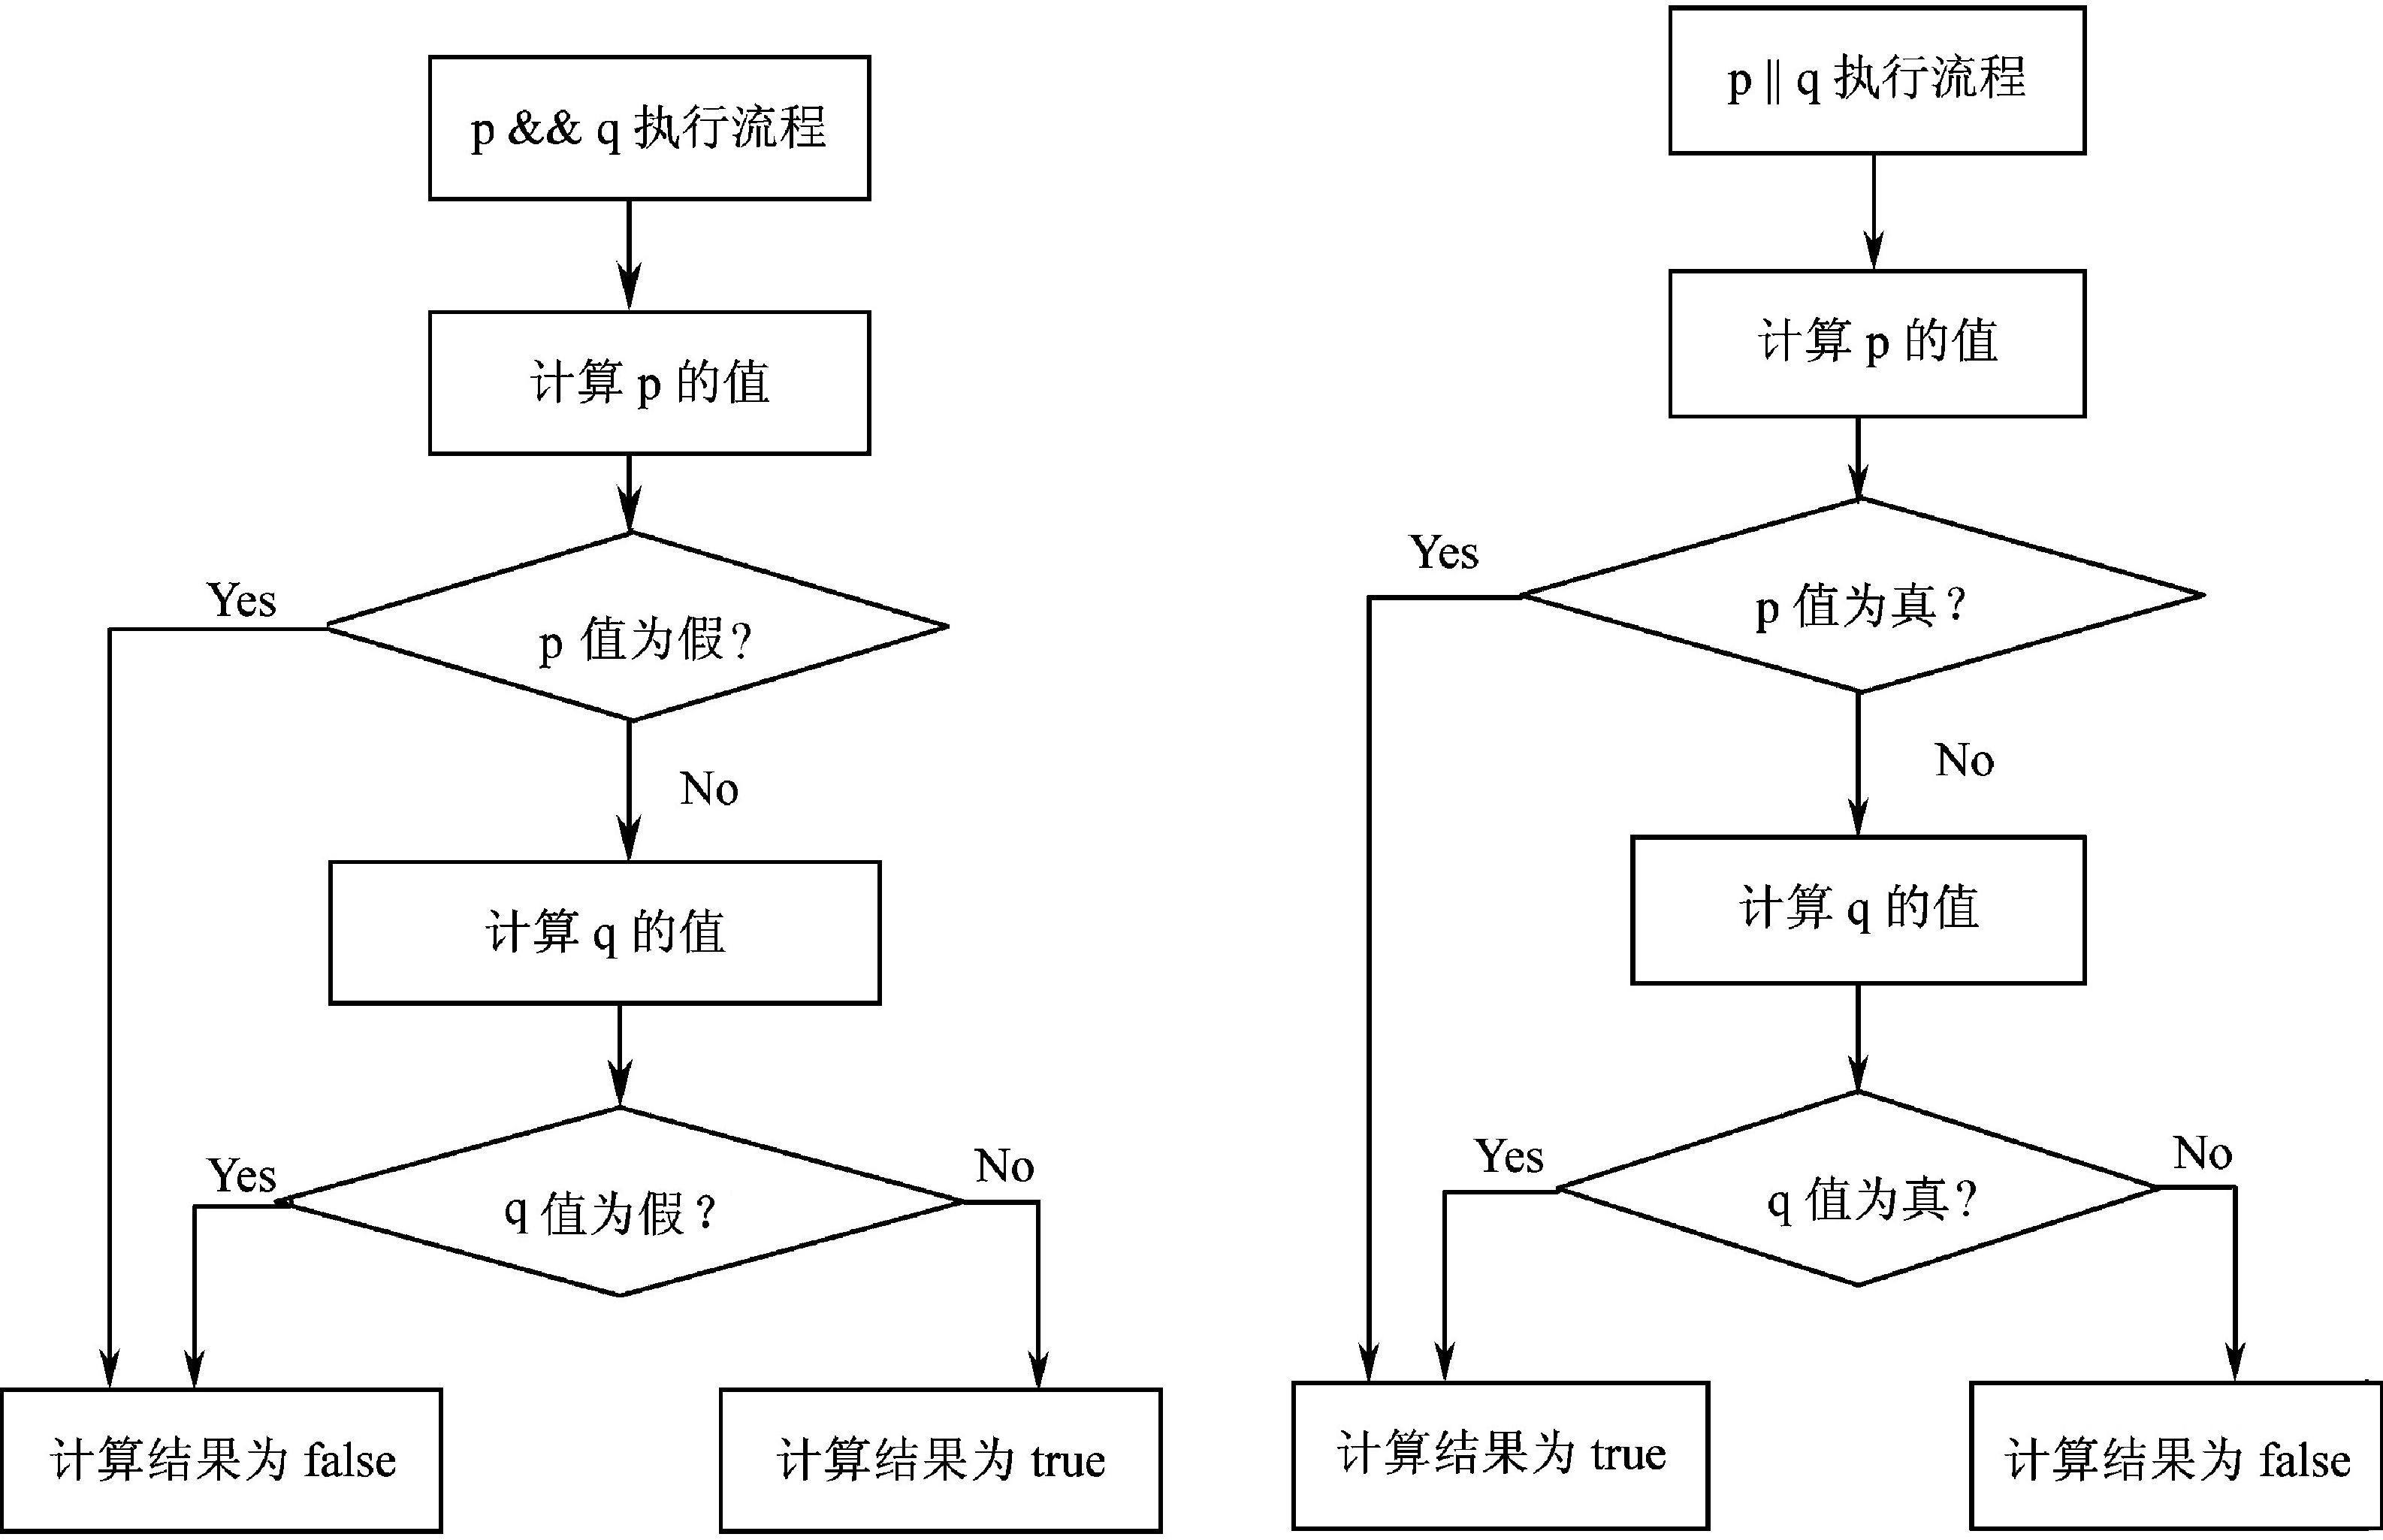 p && q 执行流程
计算 p 的值
Yes
p 值为假?
No
计算 q 的值
Yes
q 值为假?
No
计算结果为 false
计算结果为 true
p || q 执行流程
计算 p 的值
Yes
p 值为真?
No
计算 q 的值
Yes
q 值为真?
No
计算结果为 true
计算结果为 false